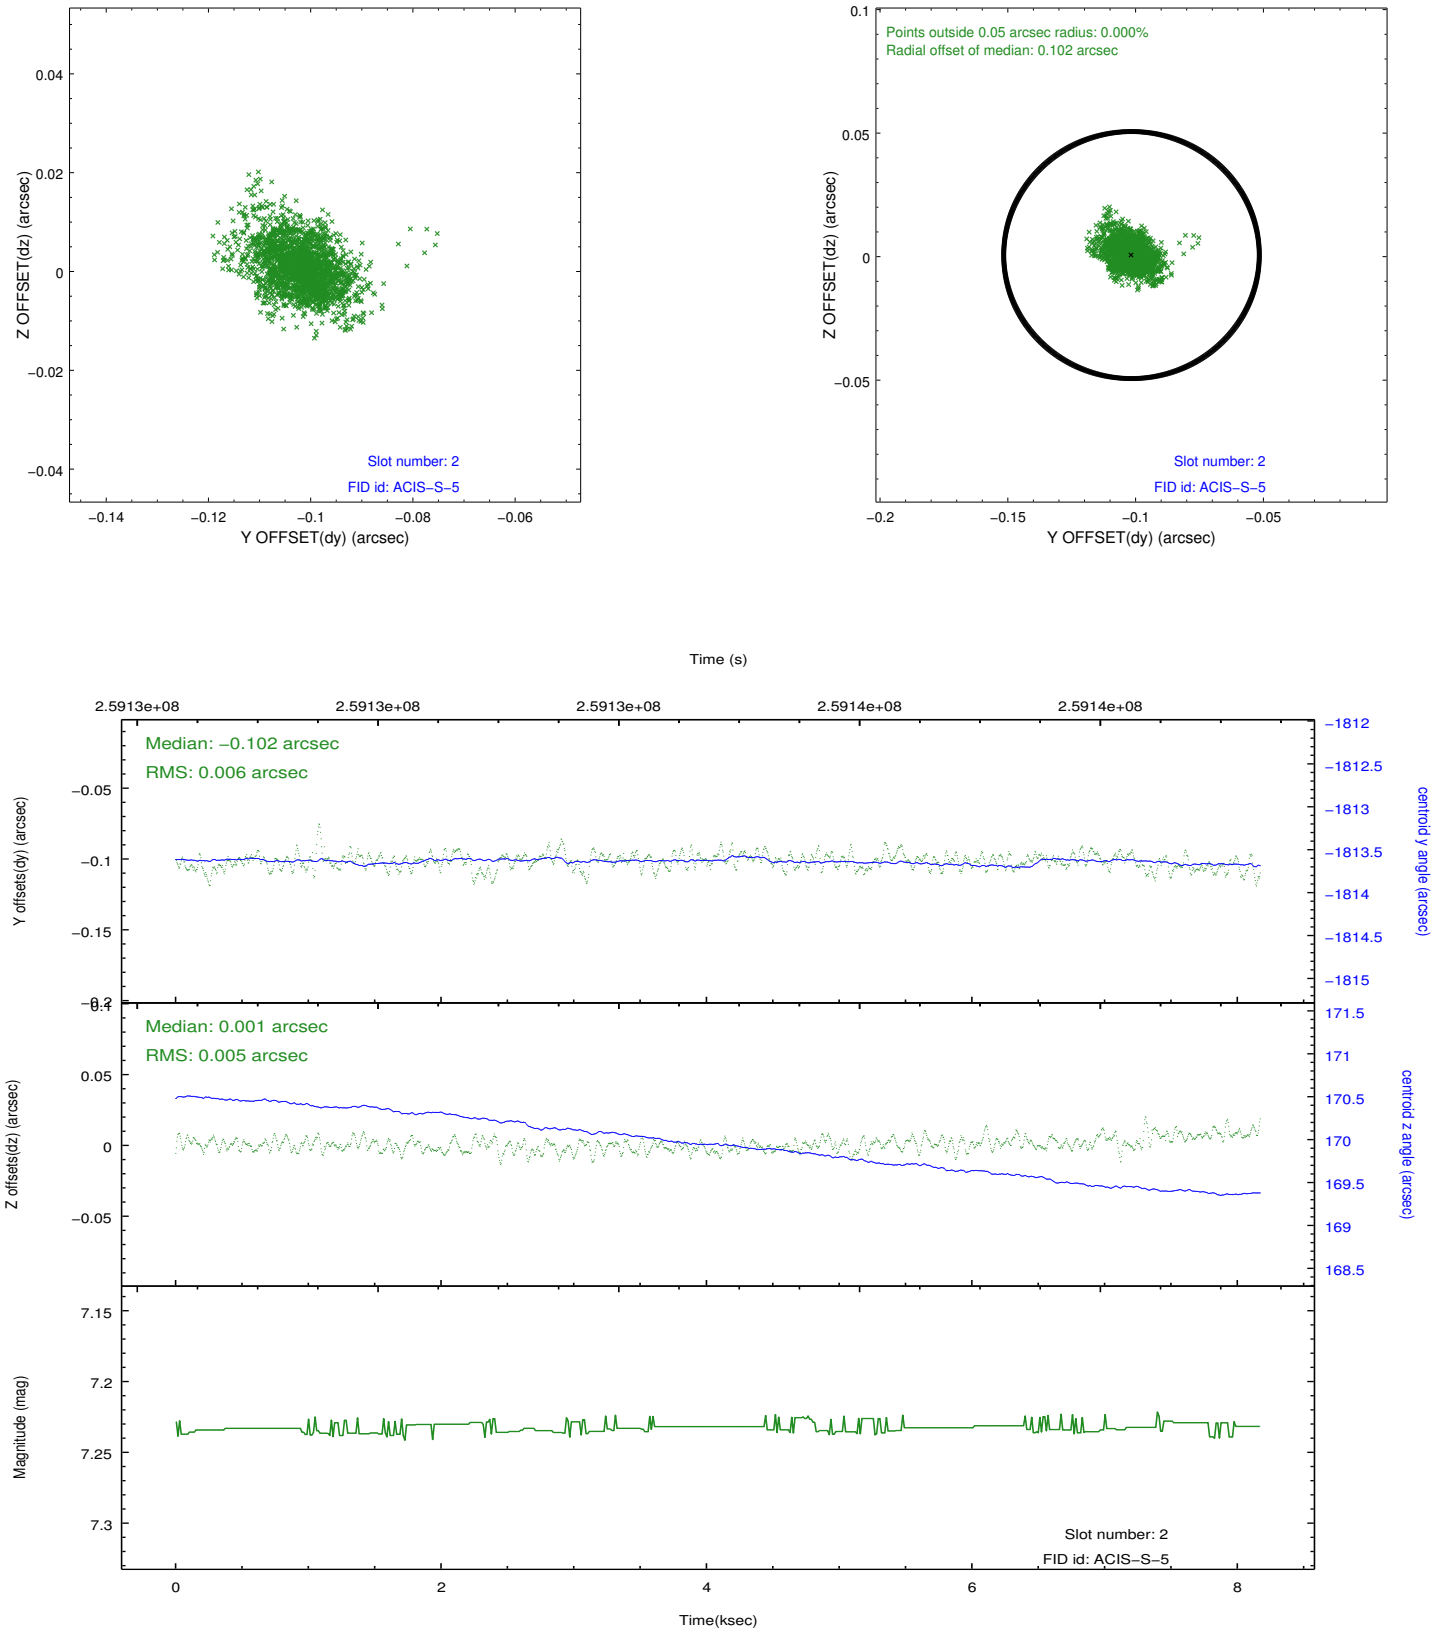 0.04
0.02
0
−0.02
−0.04
Z OFFSET(dz) (arcsec)
Slot number: 2
FID id: ACIS−S−5
−0.14
−0.12
−0.1
−0.08
−0.06
Y OFFSET(dy) (arcsec)
0.1
0.05
0
−0.05
Z OFFSET(dz) (arcsec)
Points outside 0.05 arcsec radius: 0.000%
Radial offset of median: 0.102 arcsec
Slot number: 2
FID id: ACIS−S−5
−0.2
−0.15
−0.1
−0.05
Y OFFSET(dy) (arcsec)
Time (s)
2.5913e+08
2.5913e+08
2.5913e+08
2.5914e+08
2.5914e+08
Median: −0.102 arcsec
RMS: 0.006 arcsec
−0.05
−0.1
−0.15
−0.2
Y offsets(dy) (arcsec)
−1812
−1812.5
−1813
−1813.5
−1814
−1814.5
−1815
centroid y angle (arcsec)
Median: 0.001 arcsec
RMS: 0.005 arcsec
0.1
0.05
0
−0.05
Z offsets(dz) (arcsec)
171.5
171
170.5
170
169.5
169
168.5
centroid z angle (arcsec)
7.15
7.2
7.25
7.3
Magnitude (mag)
Slot number: 2
FID id: ACIS−S−5
0
2
4
6
8
Time(ksec)